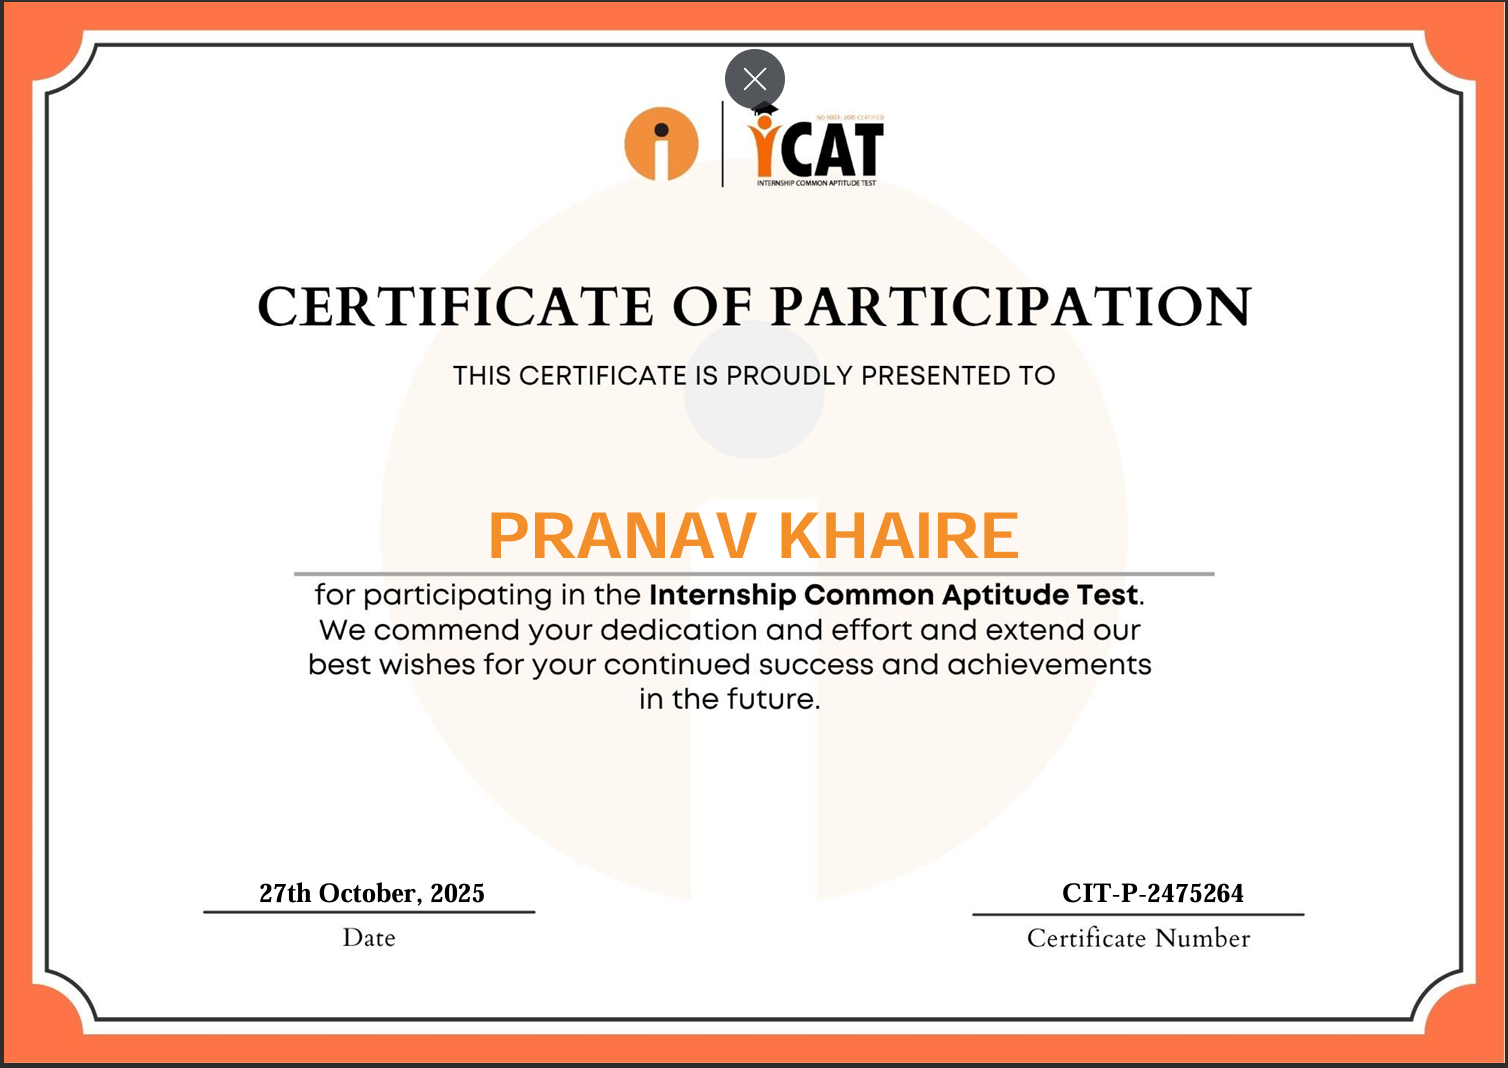 ISO 9001: 2015 CERTIFIED
iCAT
INTERNSHIP COMMON APTITUDE TEST
CERTIFICATE OF PARTICIPATION
THIS CERTIFICATE IS PROUDLY PRESENTED TO
PRANAV KHAIRE
for participating in the Internship Common Aptitude Test.
We commend your dedication and effort and extend our
best wishes for your continued success and achievements
in the future.
27th October, 2025
Date
CIT-P-2475264
Certificate Number